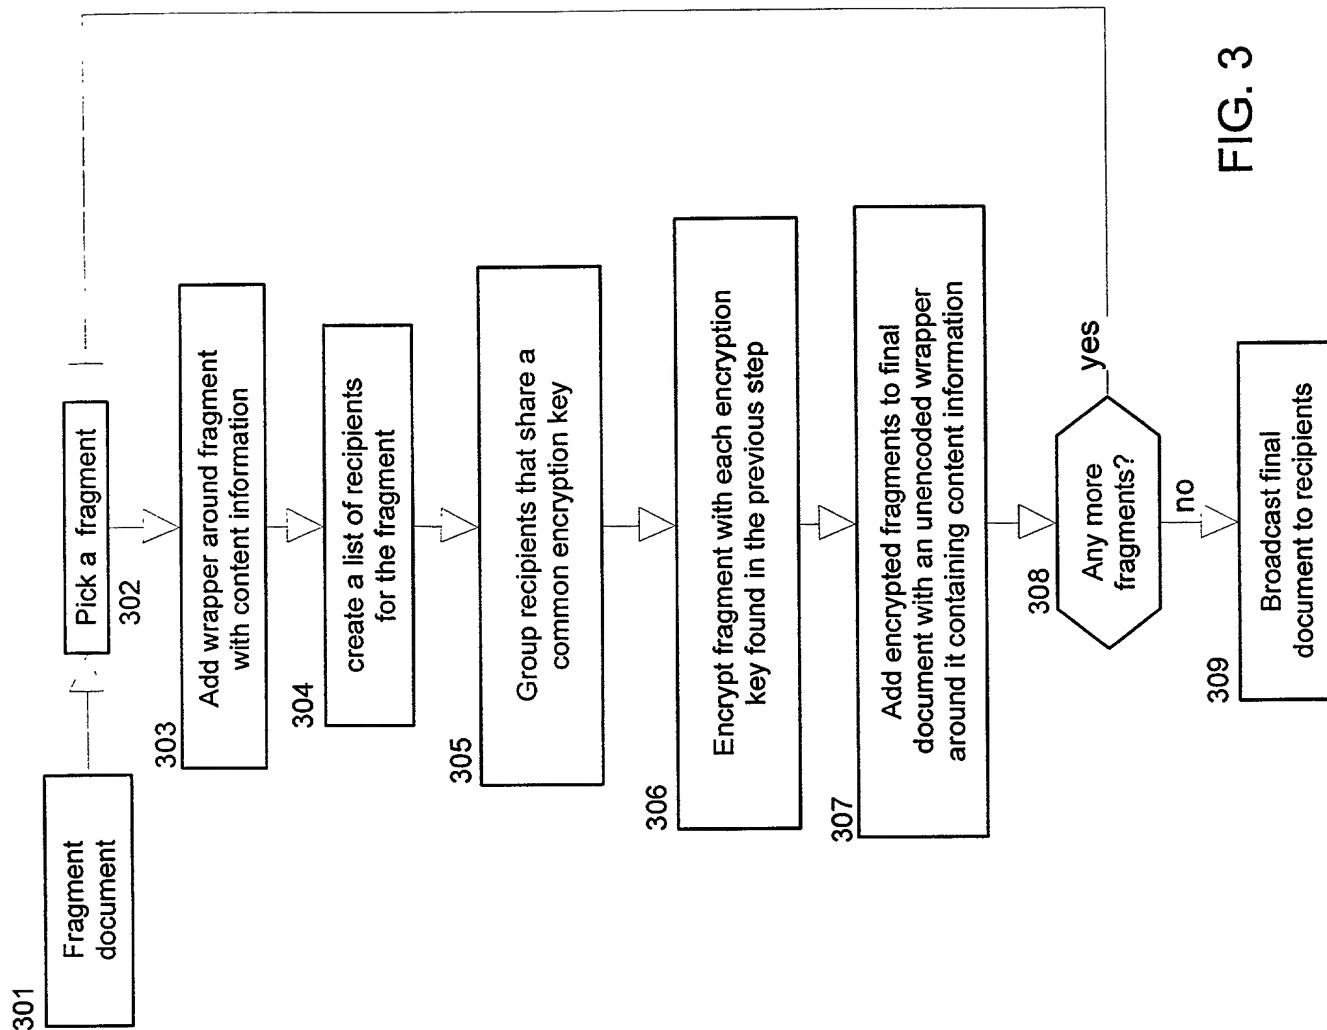 301
Fragment
document
Pick a fragment
302
303
Add wrapper around fragment
with content information
304
create a list of recipients
for the fragment
305
Group recipients that share a
common encryption key
306
Encrypt fragment with each encryption
key found in the previous step
307
Add encrypted fragments to final
document with an unencoded wrapper
around it containing content information
308
Any more
fragments?
yes
no
309
Broadcast final
document to recipients
FIG. 3